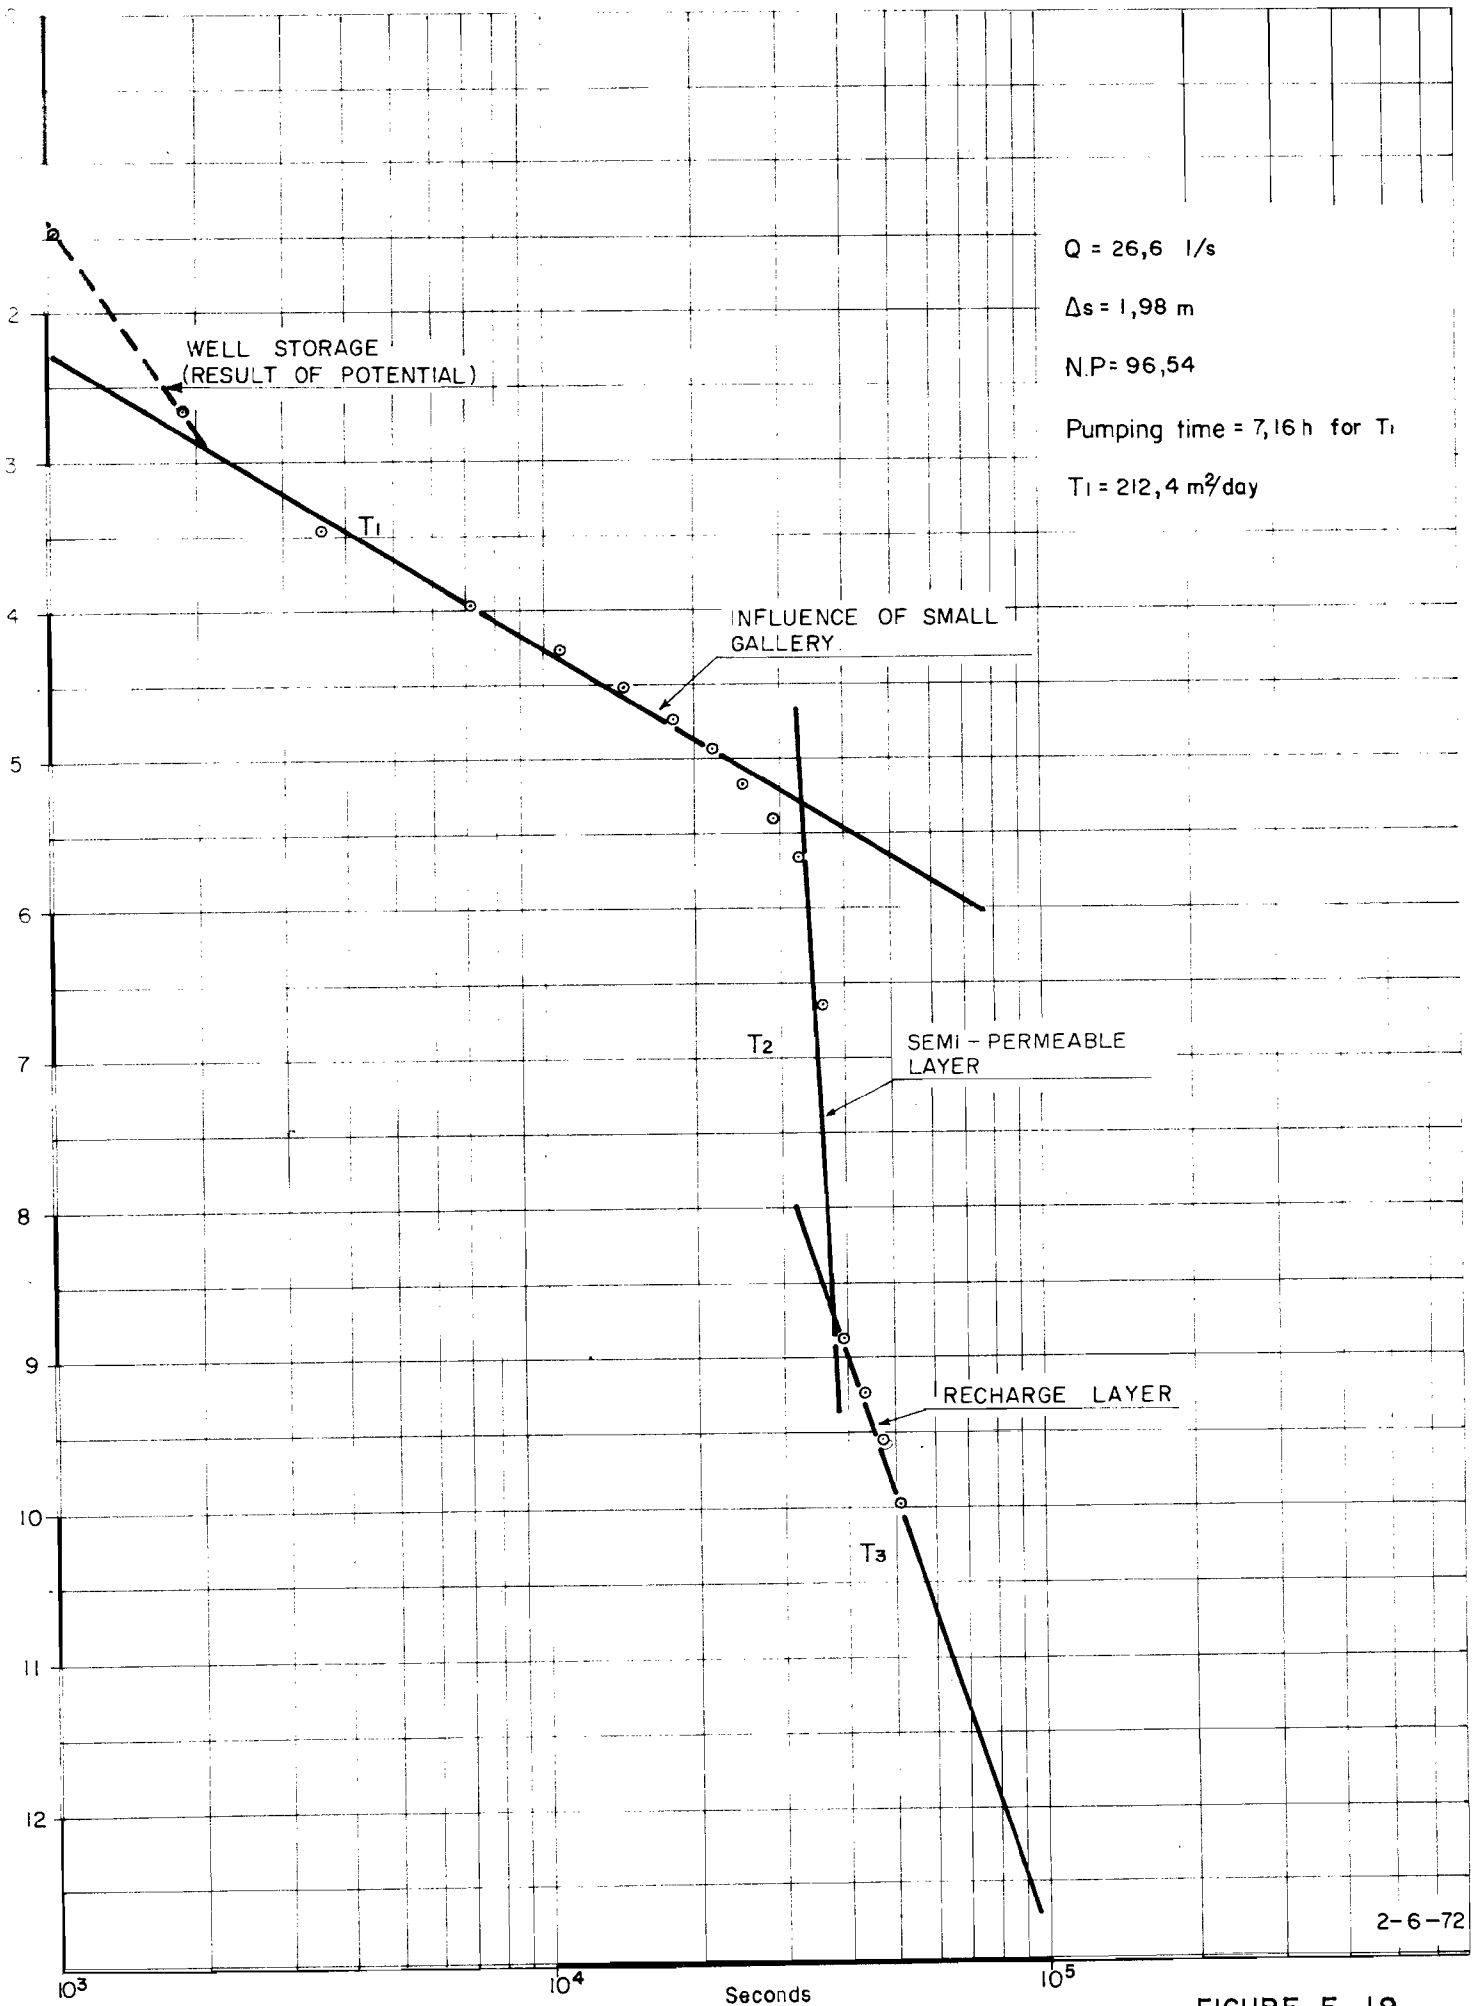 Q = 26,6 l/s
Δs = 1,98 m
N.P= 96,54
Pumping time = 7,16 h for T1
T1 = 212,4 m²/day
2
WELL STORAGE
(RESULT OF POTENTIAL)
3
T1
4
INFLUENCE OF SMALL
GALLERY.
5
6
T2
SEMI-PERMEABLE
LAYER
7
8
9
RECHARGE LAYER
10
T3
11
12
2-6-72
10³
10⁴
10⁵
Seconds